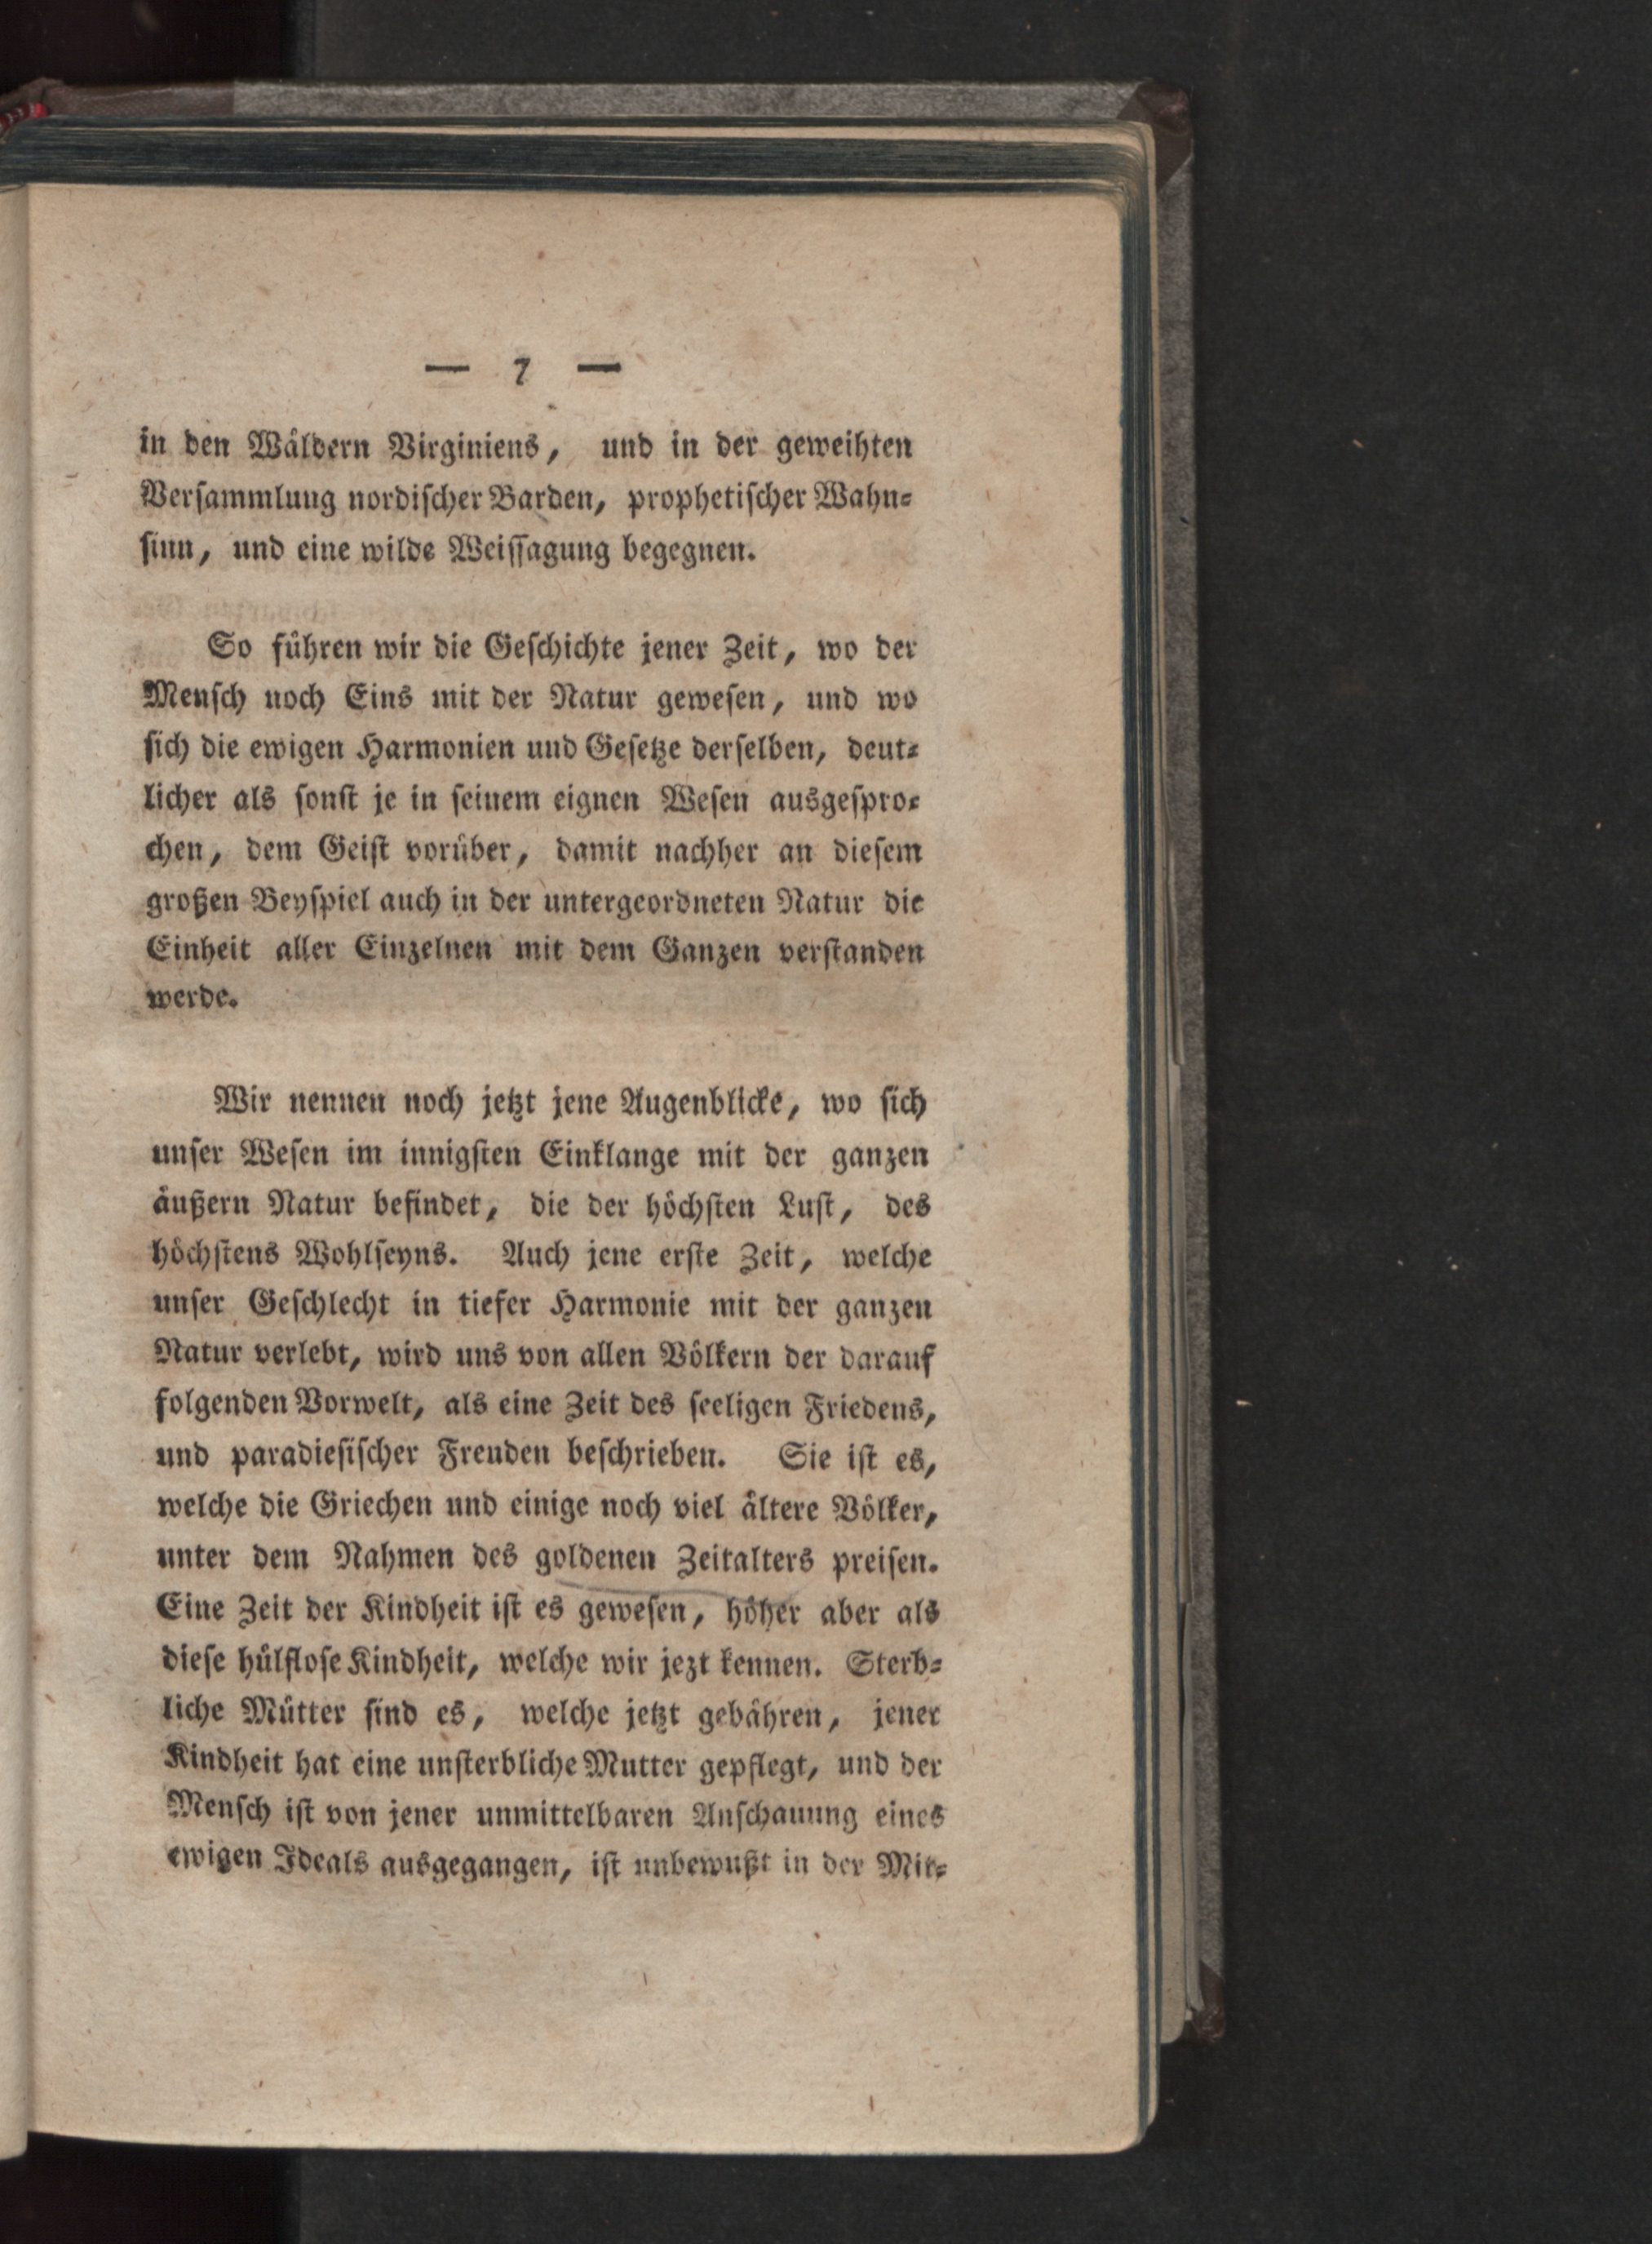 — 7 —
in den Wäldern Virginiens, und in der geweihten
Versammlung nordischer Barden, prophetischer Wahn-
sinn, und eine wilde Weissagung begegnen.
So führen wir die Geschichte jener Zeit, wo der
Mensch noch Eins mit der Natur gewesen, und wo
sich die ewigen Harmonien und Gesetze derselben, deut-
licher als sonst je in seinem eignen Wesen ausgespro-
chen, dem Geist vorüber, damit nachher an diesem
großen Beyspiel auch in der untergeordneten Natur die
Einheit aller Einzelnen mit dem Ganzen verstanden
werde.
Wir nennen noch jetzt jene Augenblicke, wo sich
unser Wesen im innigsten Einklange mit der ganzen
äußern Natur befindet, die der höchsten Lust, des
höchstens Wohlseyns. Auch jene erste Zeit, welche
unser Geschlecht in tiefer Harmonie mit der ganzen
Natur verlebt, wird uns von allen Völkern der darauf
folgenden Vorwelt, als eine Zeit des seeligen Friedens,
und paradiesischer Freuden beschrieben. Sie ist es,
welche die Griechen und einige noch viel ältere Völker,
unter dem Nahmen des goldenen Zeitalters preisen.
Eine Zeit der Kindheit ist es gewesen, höher aber als
diese hülflose Kindheit, welche wir jezt kennen. Sterb-
liche Mütter sind es, welche jetzt gebähren, jener
Kindheit hat eine unsterbliche Mutter gepflegt, und der
Mensch ist von jener unmittelbaren Anschauung eines
ewigen Ideals ausgegangen, ist unbewußt in der Mit-